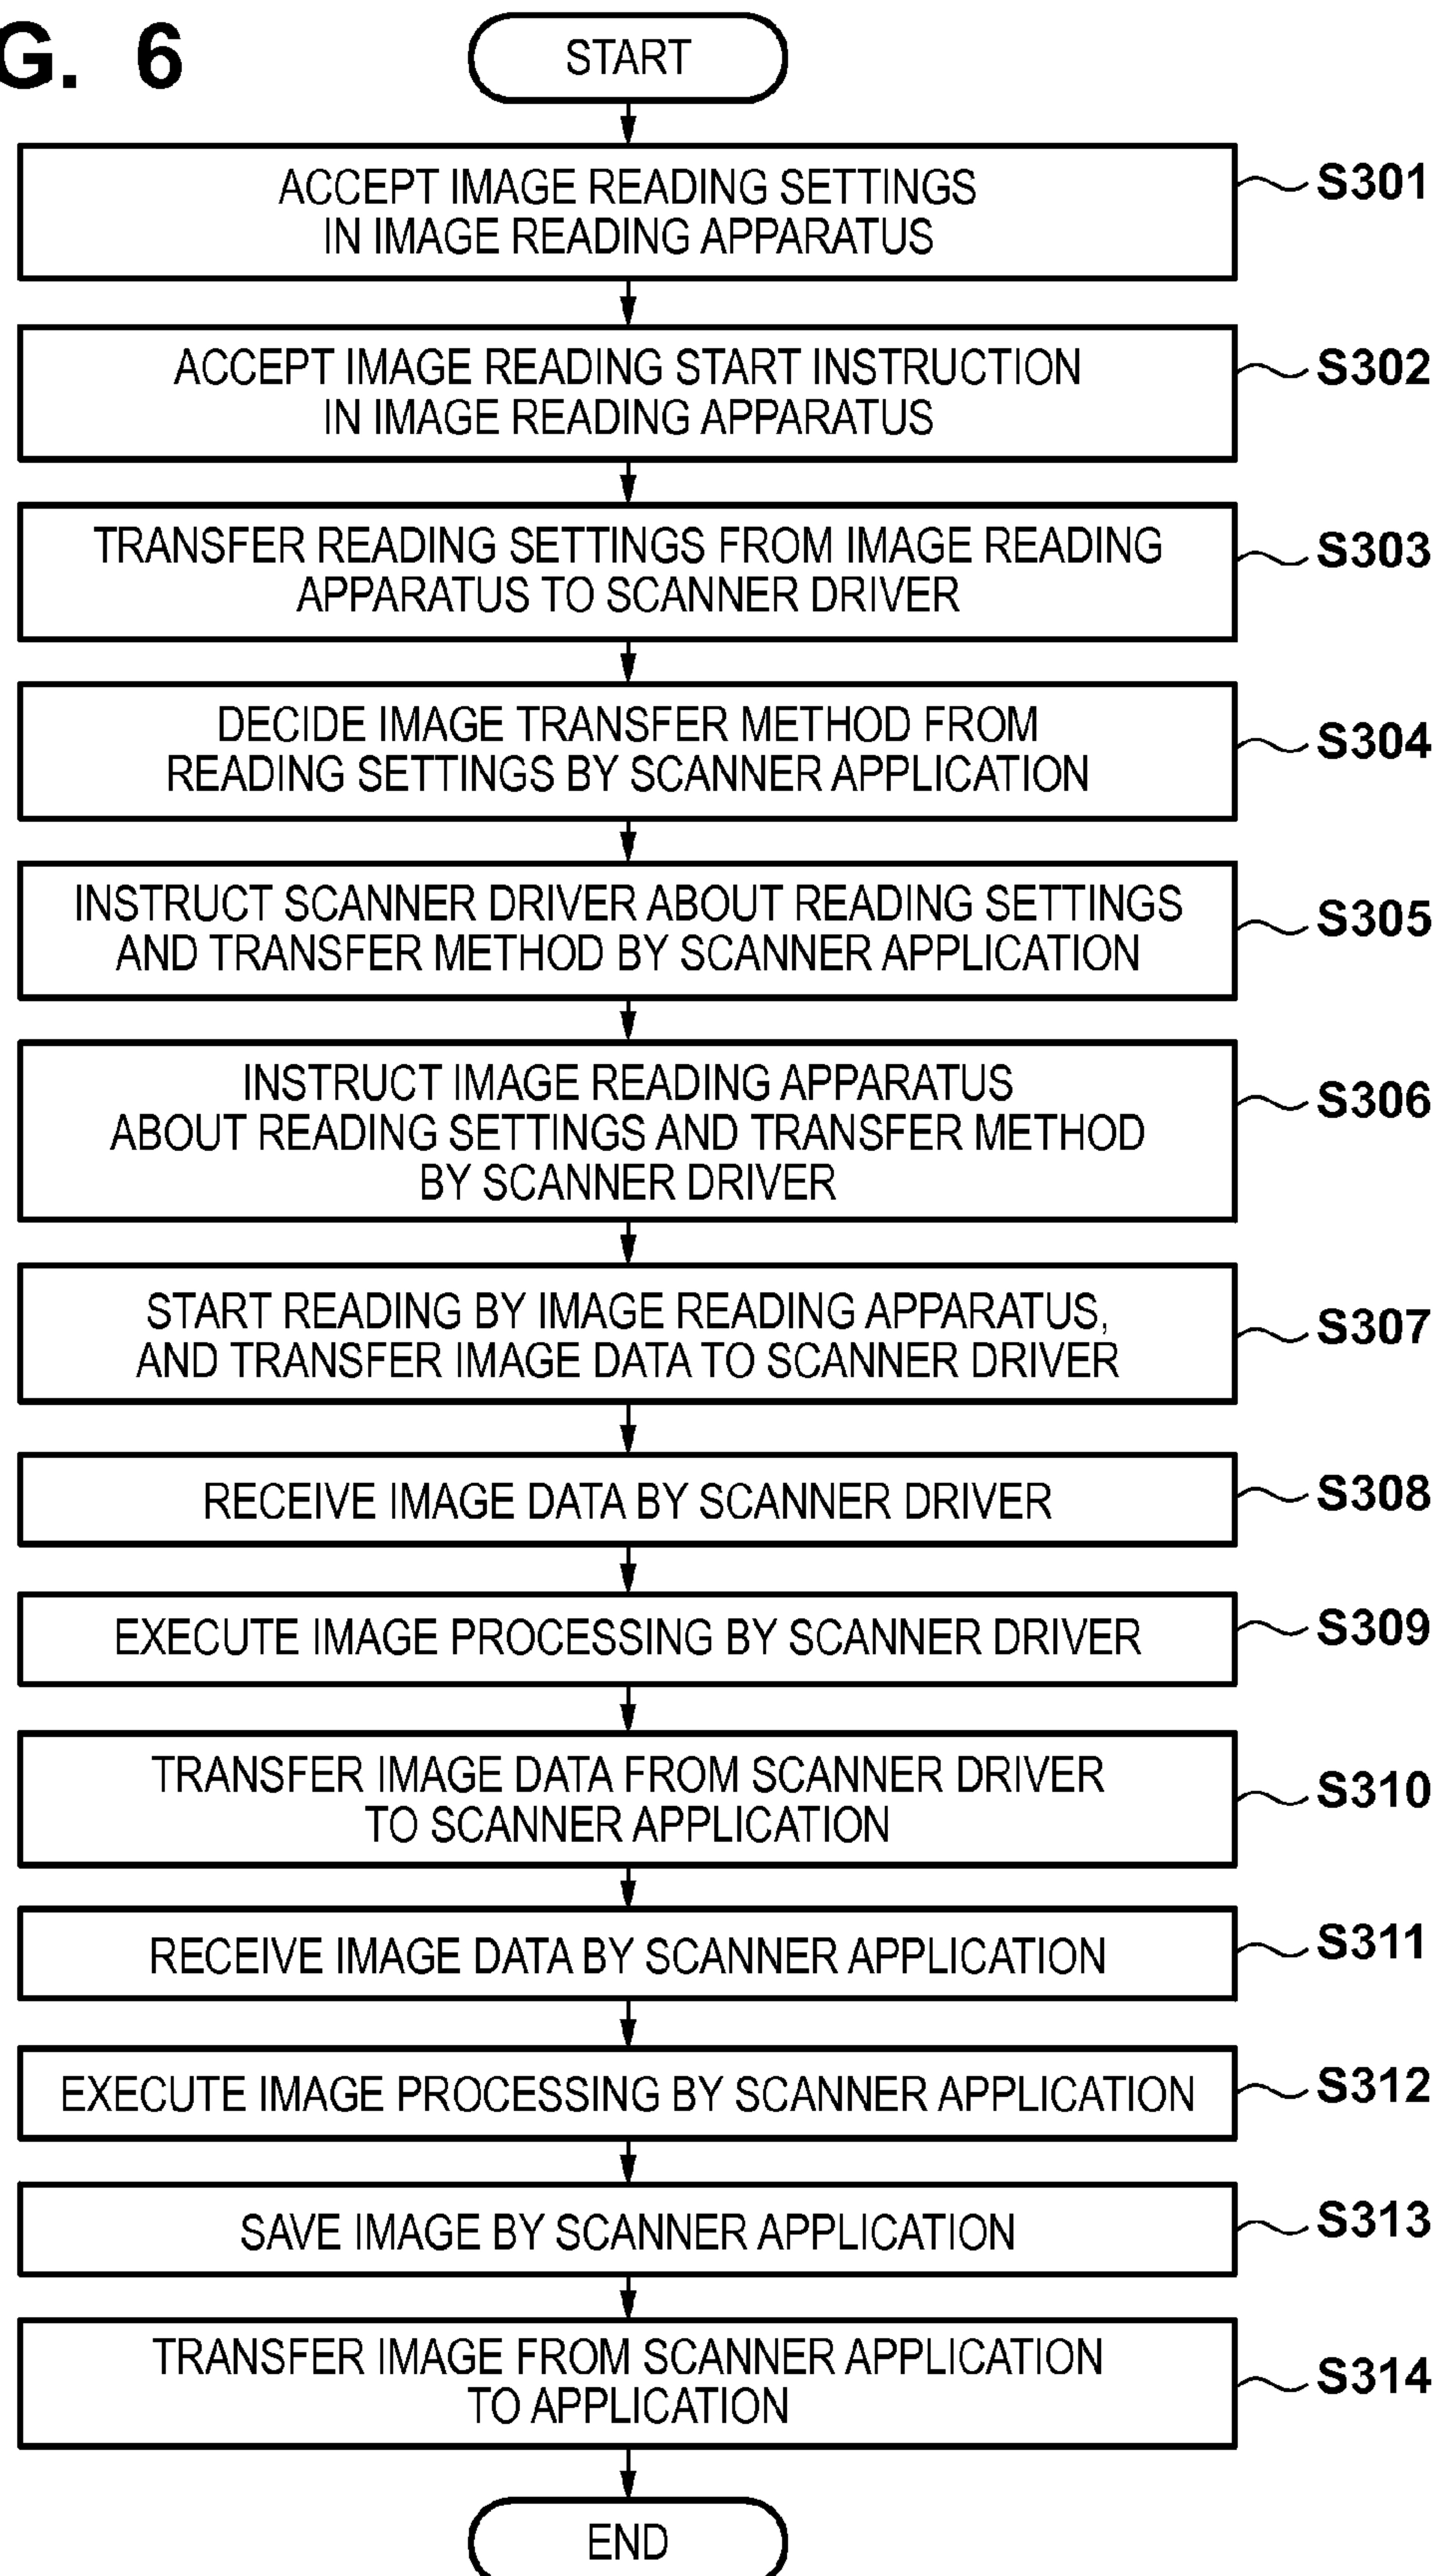 G. 6
START
ACCEPT IMAGE READING SETTINGS
IN IMAGE READING APPARATUS
S301
ACCEPT IMAGE READING START INSTRUCTION
IN IMAGE READING APPARATUS
S302
TRANSFER READING SETTINGS FROM IMAGE READING
APPARATUS TO SCANNER DRIVER
S303
DECIDE IMAGE TRANSFER METHOD FROM
READING SETTINGS BY SCANNER APPLICATION
S304
INSTRUCT SCANNER DRIVER ABOUT READING SETTINGS
AND TRANSFER METHOD BY SCANNER APPLICATION
S305
INSTRUCT IMAGE READING APPARATUS
ABOUT READING SETTINGS AND TRANSFER METHOD
BY SCANNER DRIVER
S306
START READING BY IMAGE READING APPARATUS,
AND TRANSFER IMAGE DATA TO SCANNER DRIVER
S307
RECEIVE IMAGE DATA BY SCANNER DRIVER
S308
EXECUTE IMAGE PROCESSING BY SCANNER DRIVER
S309
TRANSFER IMAGE DATA FROM SCANNER DRIVER
TO SCANNER APPLICATION
S310
RECEIVE IMAGE DATA BY SCANNER APPLICATION
S311
EXECUTE IMAGE PROCESSING BY SCANNER APPLICATION
S312
SAVE IMAGE BY SCANNER APPLICATION
S313
TRANSFER IMAGE FROM SCANNER APPLICATION
TO APPLICATION
S314
END